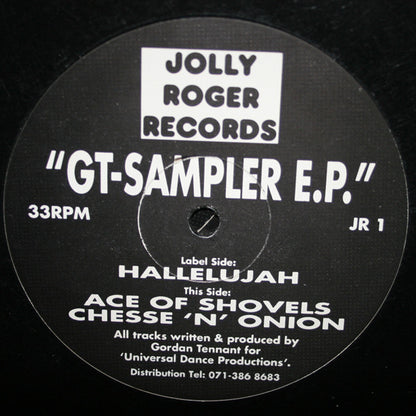 JOLLY
ROGER
RECORDS
"GT-SAMPLER E.P."
33RPM
JR 1
Label Side:
HALLELUJAH
This Side:
ACE OF SHOVELS
CHESSE 'N' ONION
All tracks written & produced by
Gordan Tennant for
'Universal Dance Productions'.
Distribution Tel: 071-386 8683